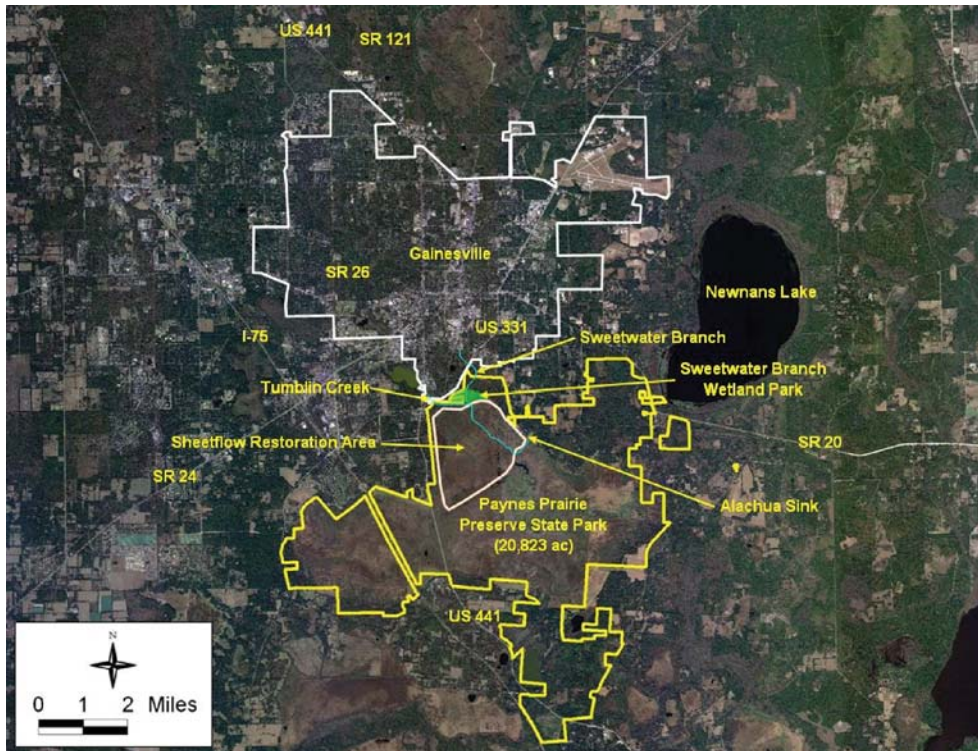 US 441
SR 121
Gainesville
SR 26
Newnans Lake
I-75
US 331
Sweetwater Branch
Tumblin Creek
Sweetwater Branch
Wetland Park
Sheetflow Restoration Area
SR 20
SR 24
Paynes Prairie
Preserve State Park
(20,823 ac)
Alachua Sink
US 441
N
0 1 2 Miles